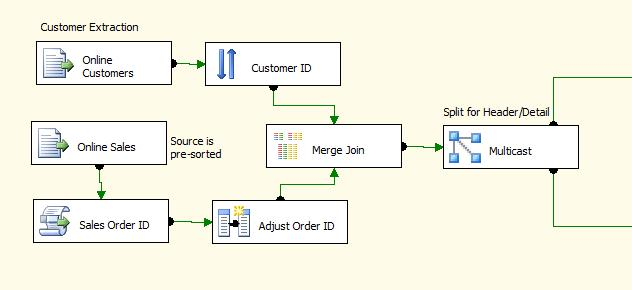 Customer Extraction
Online
Customers
Customer ID
Online Sales
Source is
pre-sorted
Merge Join
Split for Header/Detail
Multicast
Sales Order ID
Adjust Order ID